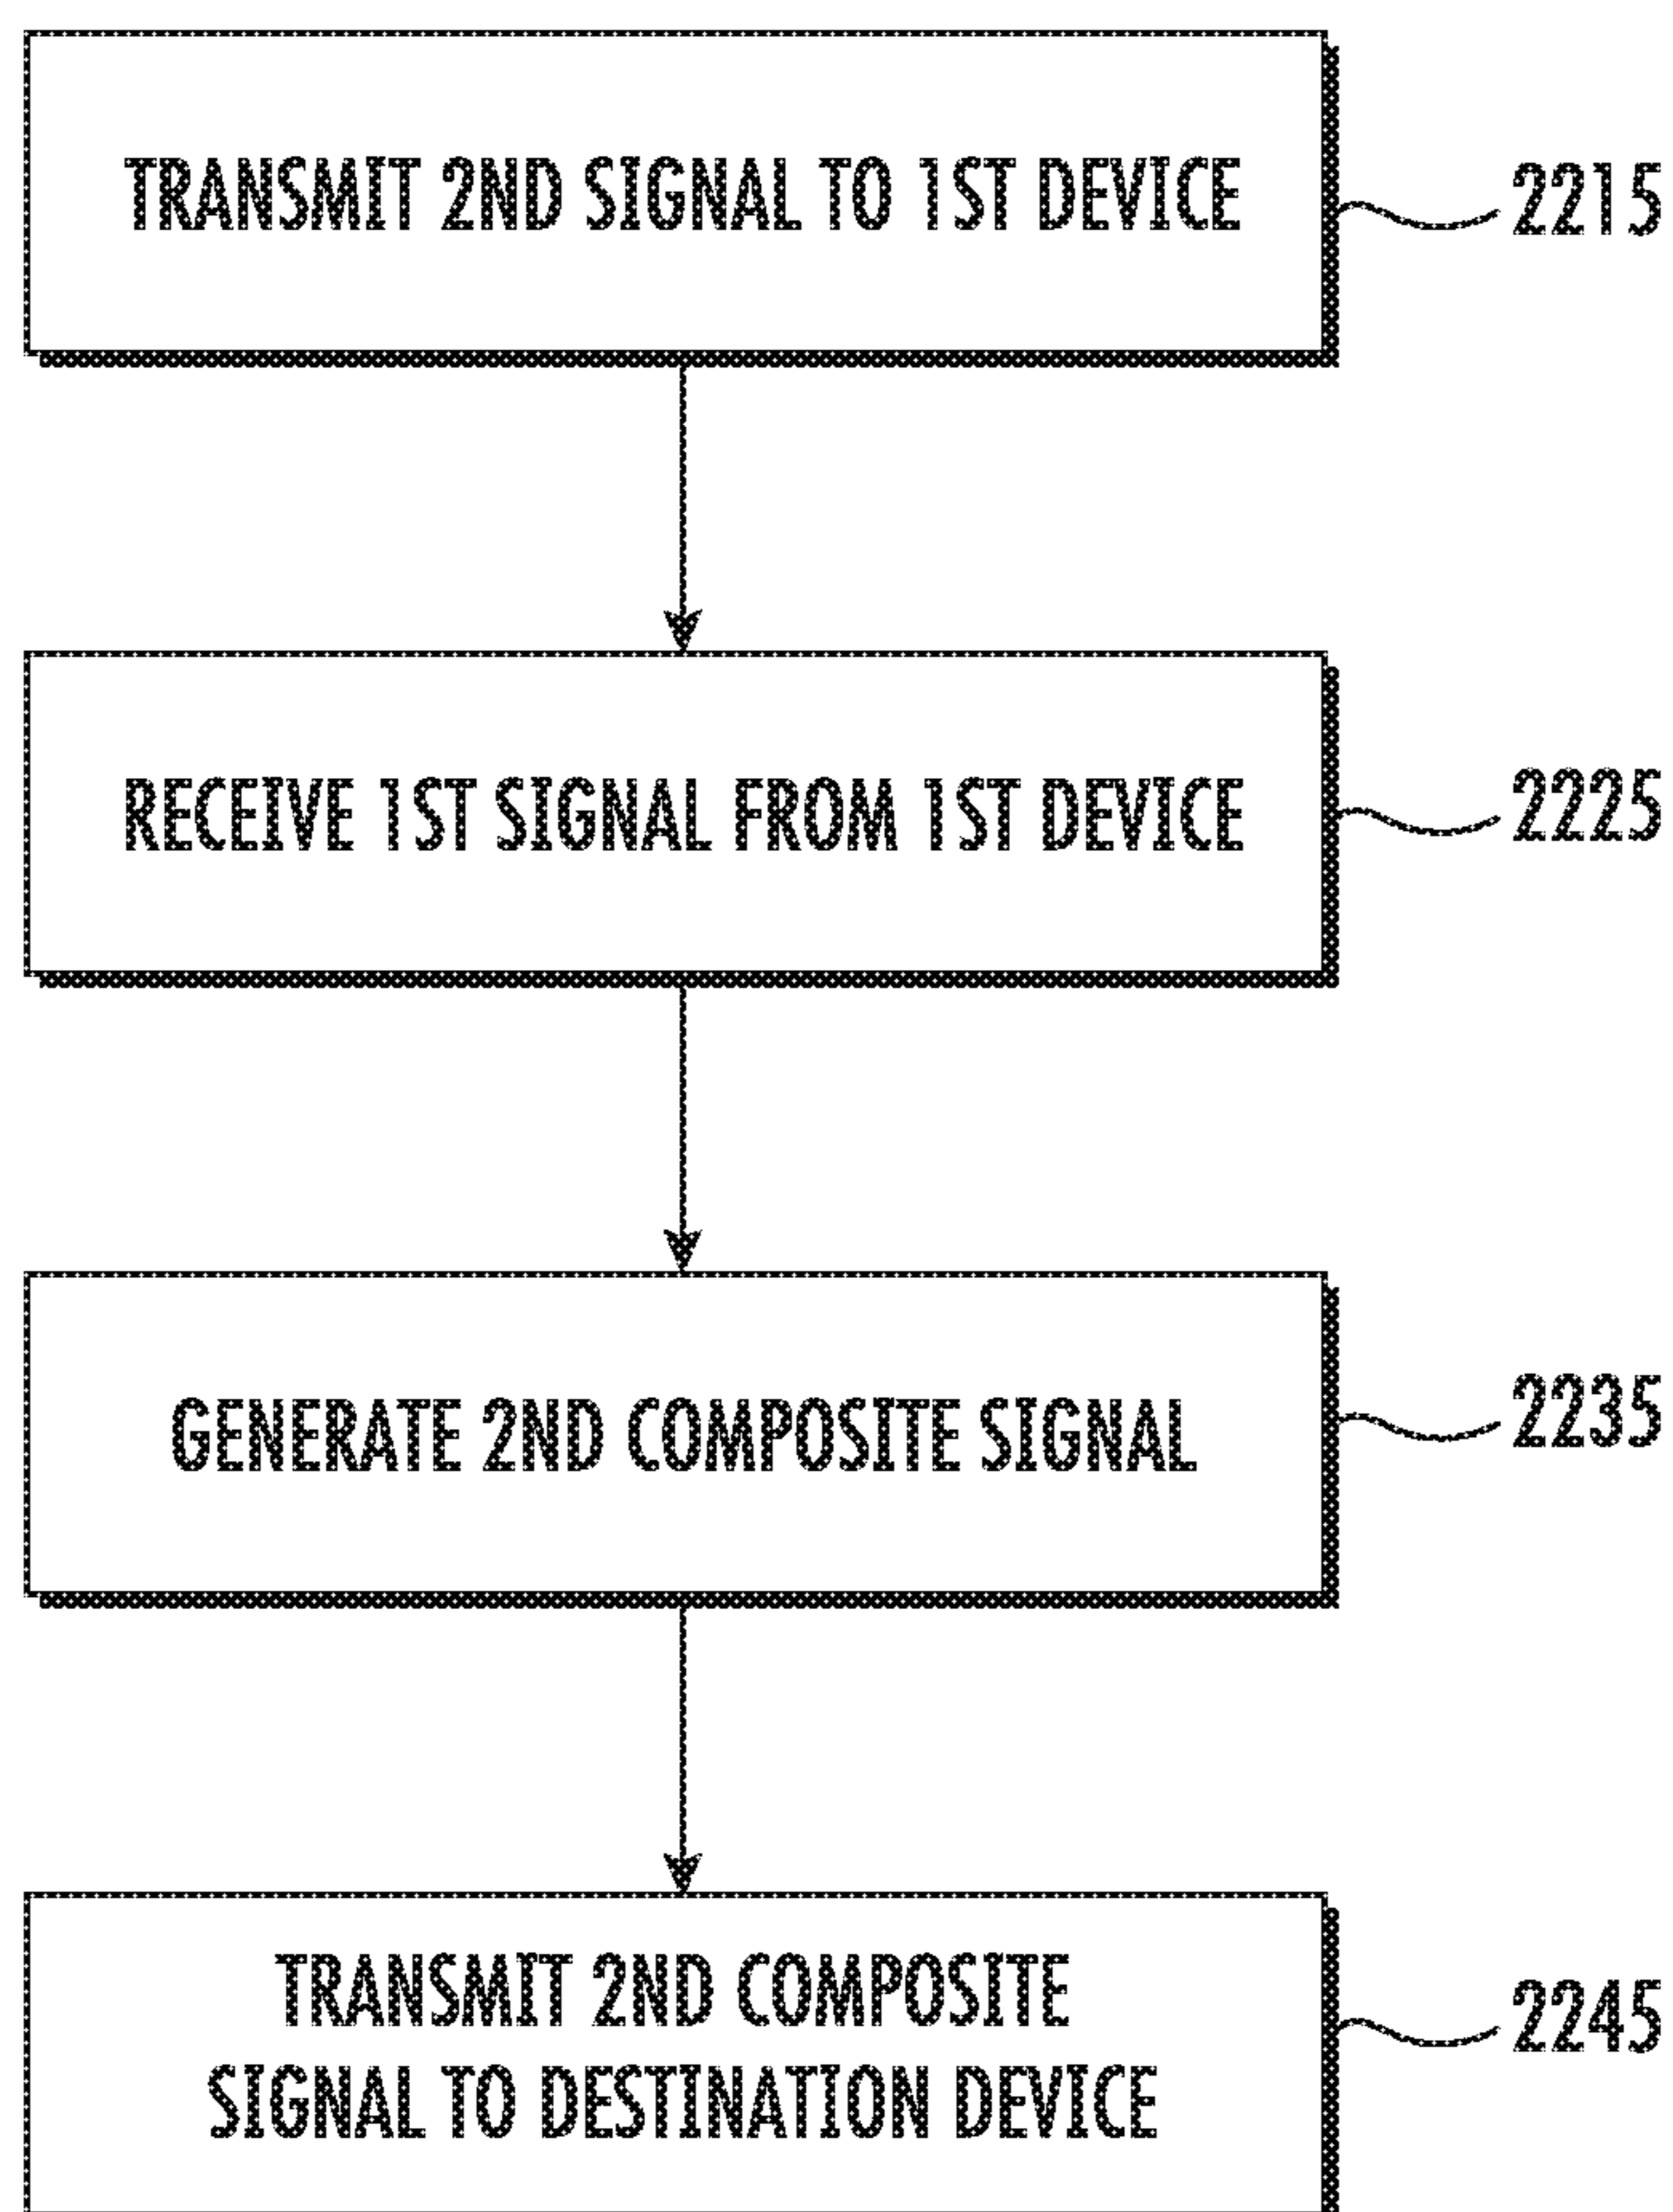 TRANSMIT 2ND SIGNAL TO 1ST DEVICE
2215
RECEIVE 1ST SIGNAL FROM 1ST DEVICE
2225
GENERATE 2ND COMPOSITE SIGNAL
2235
TRANSMIT 2ND COMPOSITE
SIGNAL TO DESTINATION DEVICE
2245